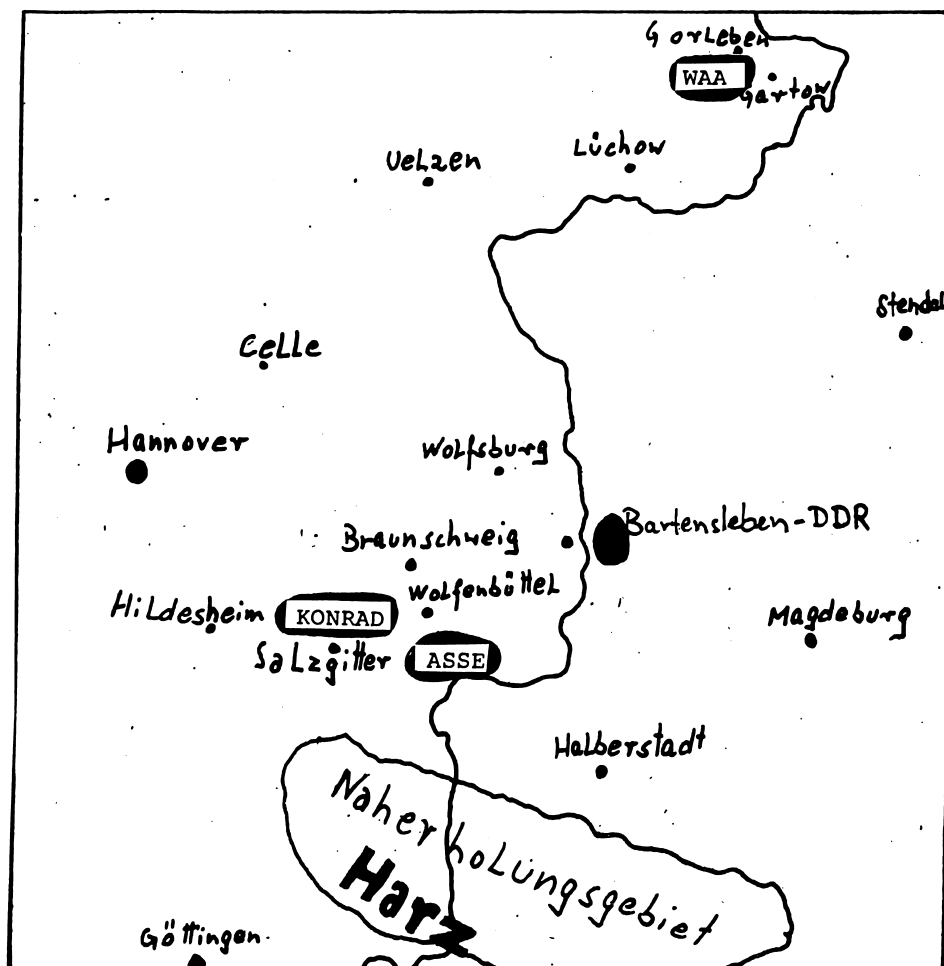 Gorleben
WAA
Gartow
Uelzen
Lüchow
Stendal
Celle
Hannover
Wolfsburg
Bartensleben-DDR
Braunschweig
Wolfenbüttel
Hildesheim
KONRAD
Magdeburg
Salzgitter
ASSE
Halberstadt
Naherholungsgebiet
Harz
Göttingen